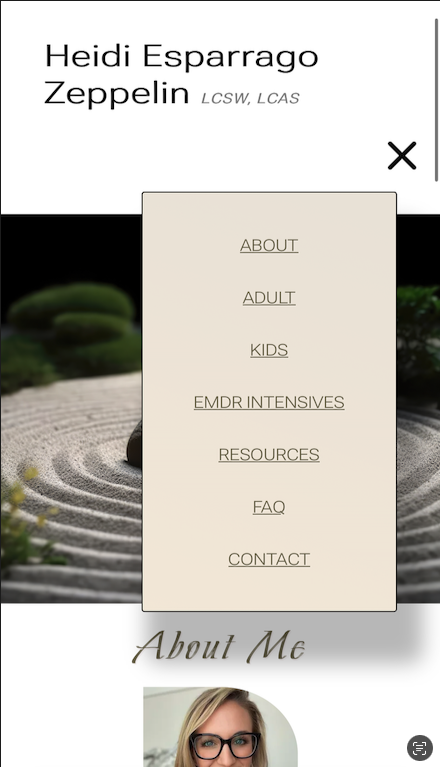 Heidi Esparrago
Zeppelin LCSW, LCAS
ABOUT
ADULT
KIDS
EMDR INTENSIVES
RESOURCES
FAQ
CONTACT
About Me